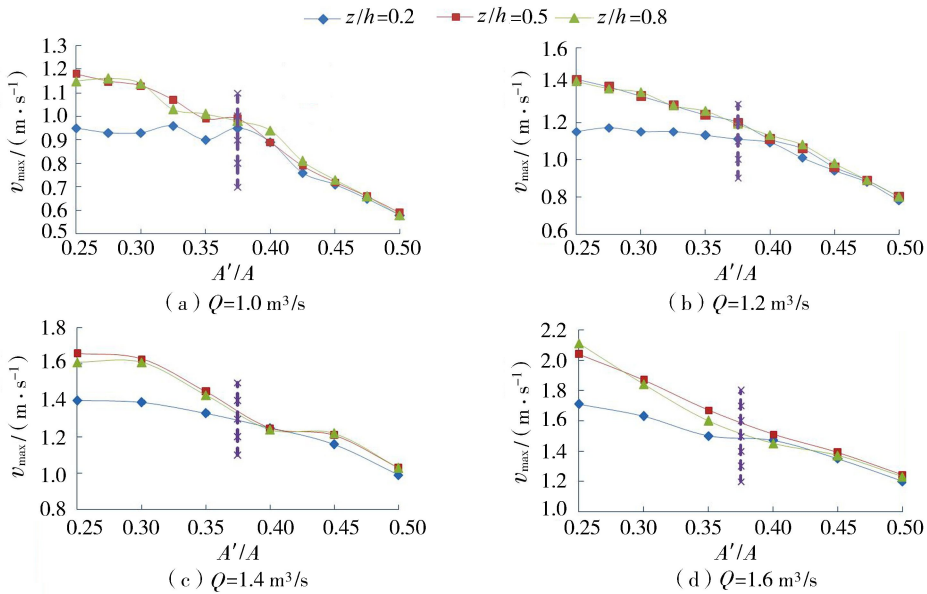 z/h=0.2 z/h=0.5 z/h=0.8
1.3
1.2
1.1
1.0
0.9
0.8
0.7
0.6
0.5
v_max/(m·s⁻¹)
0.25 0.30 0.35 0.40 0.45 0.50
A′/A
(a) Q=1.0 m³/s
1.6
1.4
1.2
1.0
0.8
0.6
v_max/(m·s⁻¹)
0.25 0.30 0.35 0.40 0.45 0.50
A′/A
(b) Q=1.2 m³/s
1.8
1.6
1.4
1.2
1.0
0.8
v_max/(m·s⁻¹)
0.25 0.30 0.35 0.40 0.45 0.50
A′/A
(c) Q=1.4 m³/s
2.2
2.0
1.8
1.6
1.4
1.2
1.0
v_max/(m·s⁻¹)
0.25 0.30 0.35 0.40 0.45 0.50
A′/A
(d) Q=1.6 m³/s